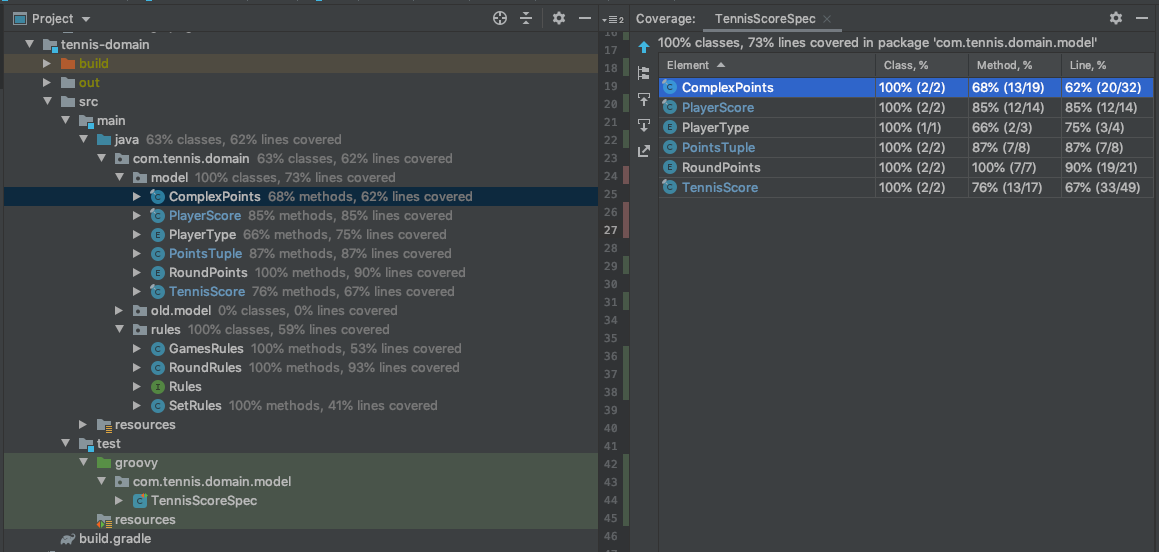 Project
tennis-domain
build
out
src
main
java 63% classes, 62% lines covered
com.tennis.domain 63% classes, 62% lines covered
model 100% classes, 73% lines covered
ComplexPoints 68% methods, 62% lines covered
PlayerScore 85% methods, 85% lines covered
PlayerType 66% methods, 75% lines covered
PointsTuple 87% methods, 87% lines covered
RoundPoints 100% methods, 90% lines covered
TennisScore 76% methods, 67% lines covered
old.model 0% classes, 0% lines covered
rules 100% classes, 59% lines covered
GamesRules 100% methods, 53% lines covered
RoundRules 100% methods, 93% lines covered
Rules
SetRules 100% methods, 41% lines covered
resources
test
groovy
com.tennis.domain.model
TennisScoreSpec
resources
build.gradle
2
17
18
19
20
21
22
23
24
25
26
27
28
29
30
31
34
35
36
37
38
39
40
41
42
43
44
45
46
Coverage: TennisScoreSpec
100% classes, 73% lines covered in package 'com.tennis.domain.model'
Element Class, % Method, % Line, %
ComplexPoints 100% (2/2) 68% (13/19) 62% (20/32)
PlayerScore 100% (2/2) 85% (12/14) 85% (12/14)
PlayerType 100% (1/1) 66% (2/3) 75% (3/4)
PointsTuple 100% (2/2) 87% (7/8) 87% (7/8)
RoundPoints 100% (2/2) 100% (7/7) 90% (19/21)
TennisScore 100% (2/2) 76% (13/17) 67% (33/49)